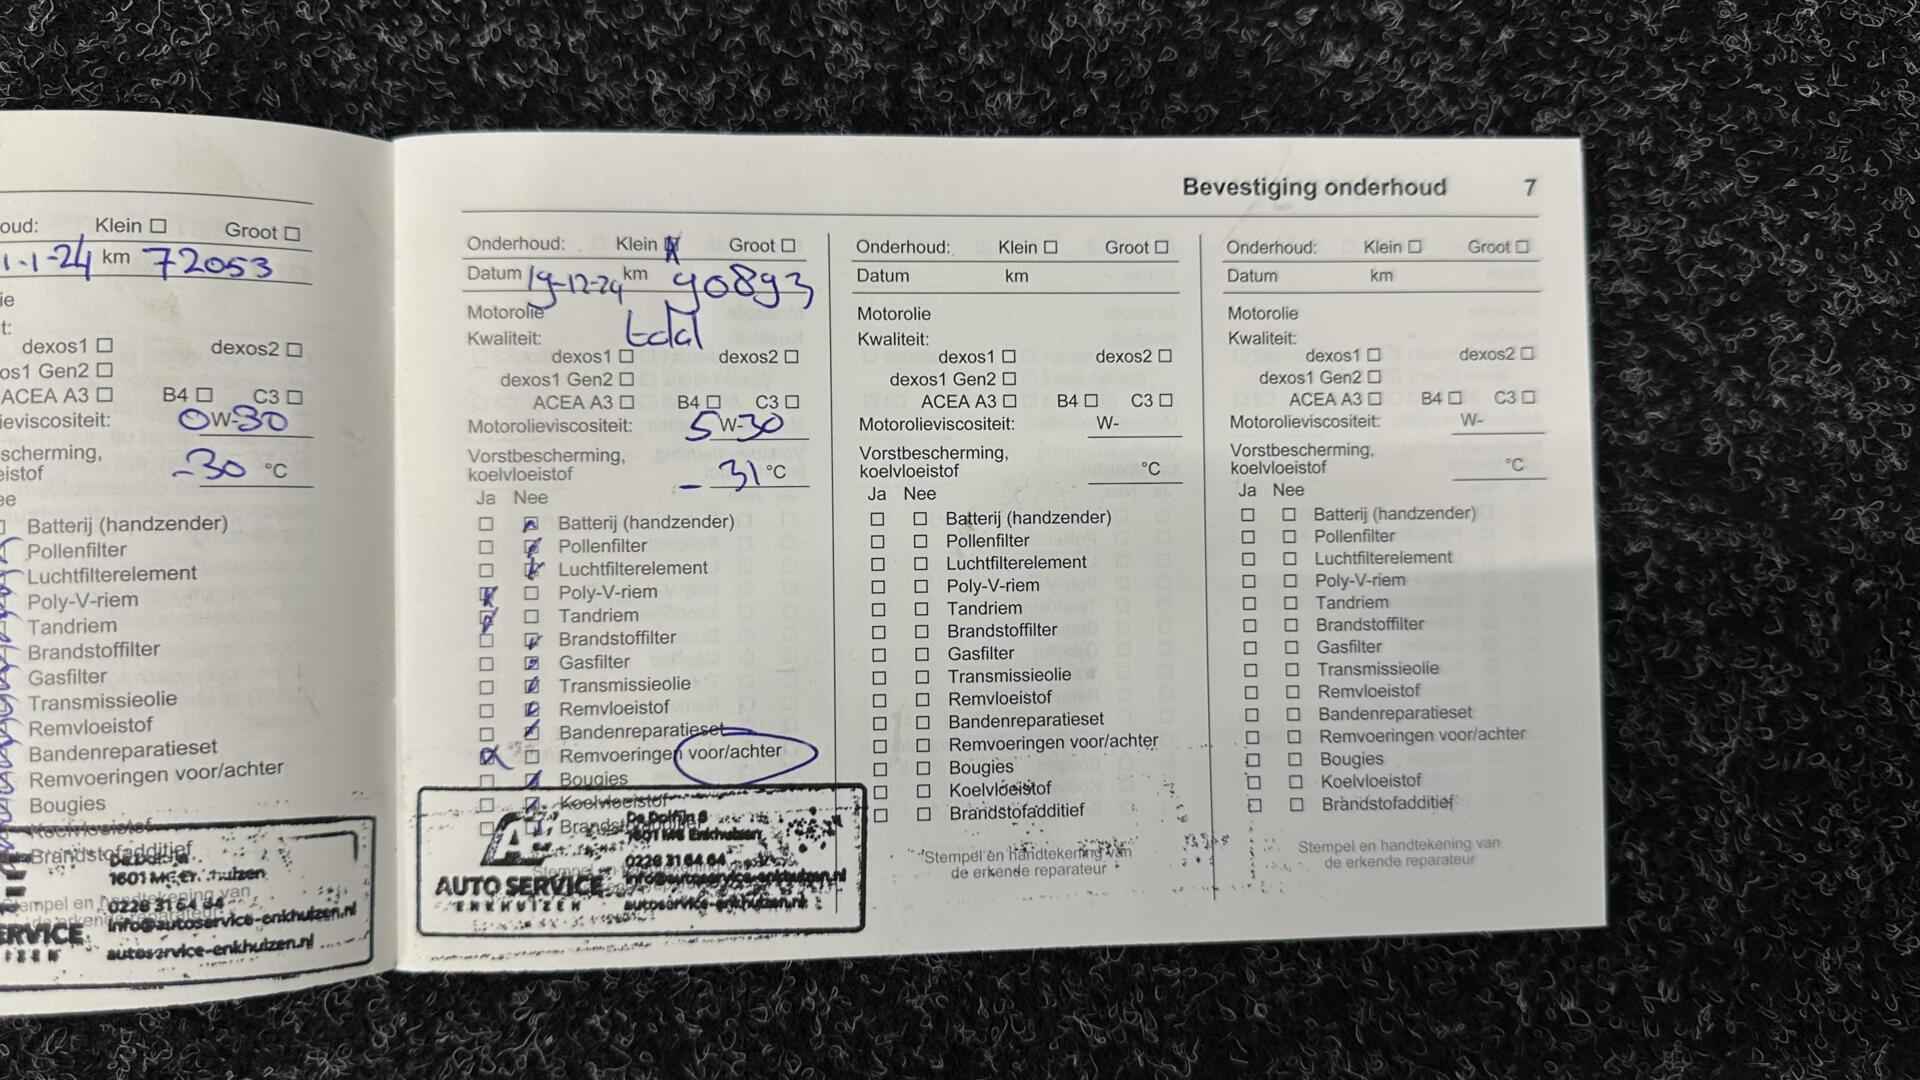 oud: Klein Groot
1-1-24 km 72053
ie
t:
dexos1 dexos2
os1 Gen2
ACEA A3 B4 C3
ieviscositeit: 0W-30
scherming,
eistof -30 °C
ee
Batterij (handzender)
Pollenfilter
Luchtfilterelement
Poly-V-riem
Tandriem
Brandstoffilter
Gasfilter
Transmissieolie
Remvloeistof
Bandenreparatieset
Remvoeringen voor/achter
Bougies
Koelvloeistof
Brandstofadditief
1601 ME
0228 31 64 64
info@autoservice-enkhuizen.nl
ERVICE
autoservice-enkhuizen.nl
Bevestiging onderhoud 7
Onderhoud: Klein Groot
Datum 19-12-24 km 90893
Motorolie
Kwaliteit:
dexos1 dexos2
dexos1 Gen2
ACEA A3 B4 C3
Motorolieviscositeit: 5W-30
Vorstbescherming,
koelvloeistof -31 °C
Ja Nee
Batterij (handzender)
Pollenfilter
Luchtfilterelement
Poly-V-riem
Tandriem
Brandstoffilter
Gasfilter
Transmissieolie
Remvloeistof
Bandenreparatieset
Remvoeringen voor/achter
Bougies
Koelvloeistof
De Dolfijn 8
1601 ME Enkhuizen
0228 31 64 64
info@autoservice-enkhuizen.nl
autoservice-enkhuizen.nl
AUTO SERVICE
ENKHUIZEN
Onderhoud: Klein Groot
Datum km
Motorolie
Kwaliteit:
dexos1 dexos2
dexos1 Gen2
ACEA A3 B4 C3
Motorolieviscositeit: W-
Vorstbescherming,
koelvloeistof °C
Ja Nee
Batterij (handzender)
Pollenfilter
Luchtfilterelement
Poly-V-riem
Tandriem
Brandstoffilter
Gasfilter
Transmissieolie
Remvloeistof
Bandenreparatieset
Remvoeringen voor/achter
Bougies
Koelvloeistof
Brandstofadditief
Stempel en handtekening van
de erkende reparateur
Onderhoud: Klein Groot
Datum km
Motorolie
Kwaliteit:
dexos1 dexos2
dexos1 Gen2
ACEA A3 B4 C3
Motorolieviscositeit: W-
Vorstbescherming,
koelvloeistof °C
Ja Nee
Batterij (handzender)
Pollenfilter
Luchtfilterelement
Poly-V-riem
Tandriem
Brandstoffilter
Gasfilter
Transmissieolie
Remvloeistof
Bandenreparatieset
Remvoeringen voor/achter
Bougies
Koelvloeistof
Brandstofadditief
Stempel en handtekening van
de erkende reparateur